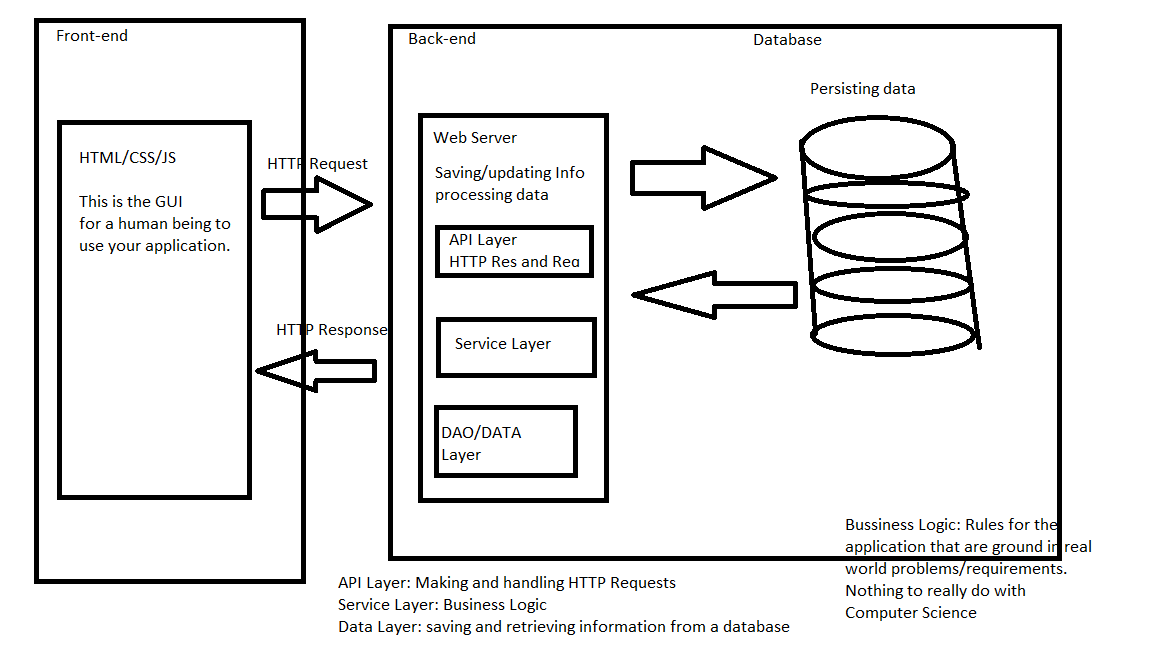 Front-end
HTML/CSS/JS
This is the GUI
for a human being to
use your application.
HTTP Request
HTTP Response
Back-end
Database
Web Server
Saving/updating Info
processing data
API Layer
HTTP Res and Req
Service Layer
DAO/DATA
Layer
Persisting data
API Layer: Making and handling HTTP Requests
Service Layer: Business Logic
Data Layer: saving and retrieving information from a database
Bussiness Logic: Rules for the
application that are ground in real
world problems/requirements.
Nothing to really do with
Computer Science